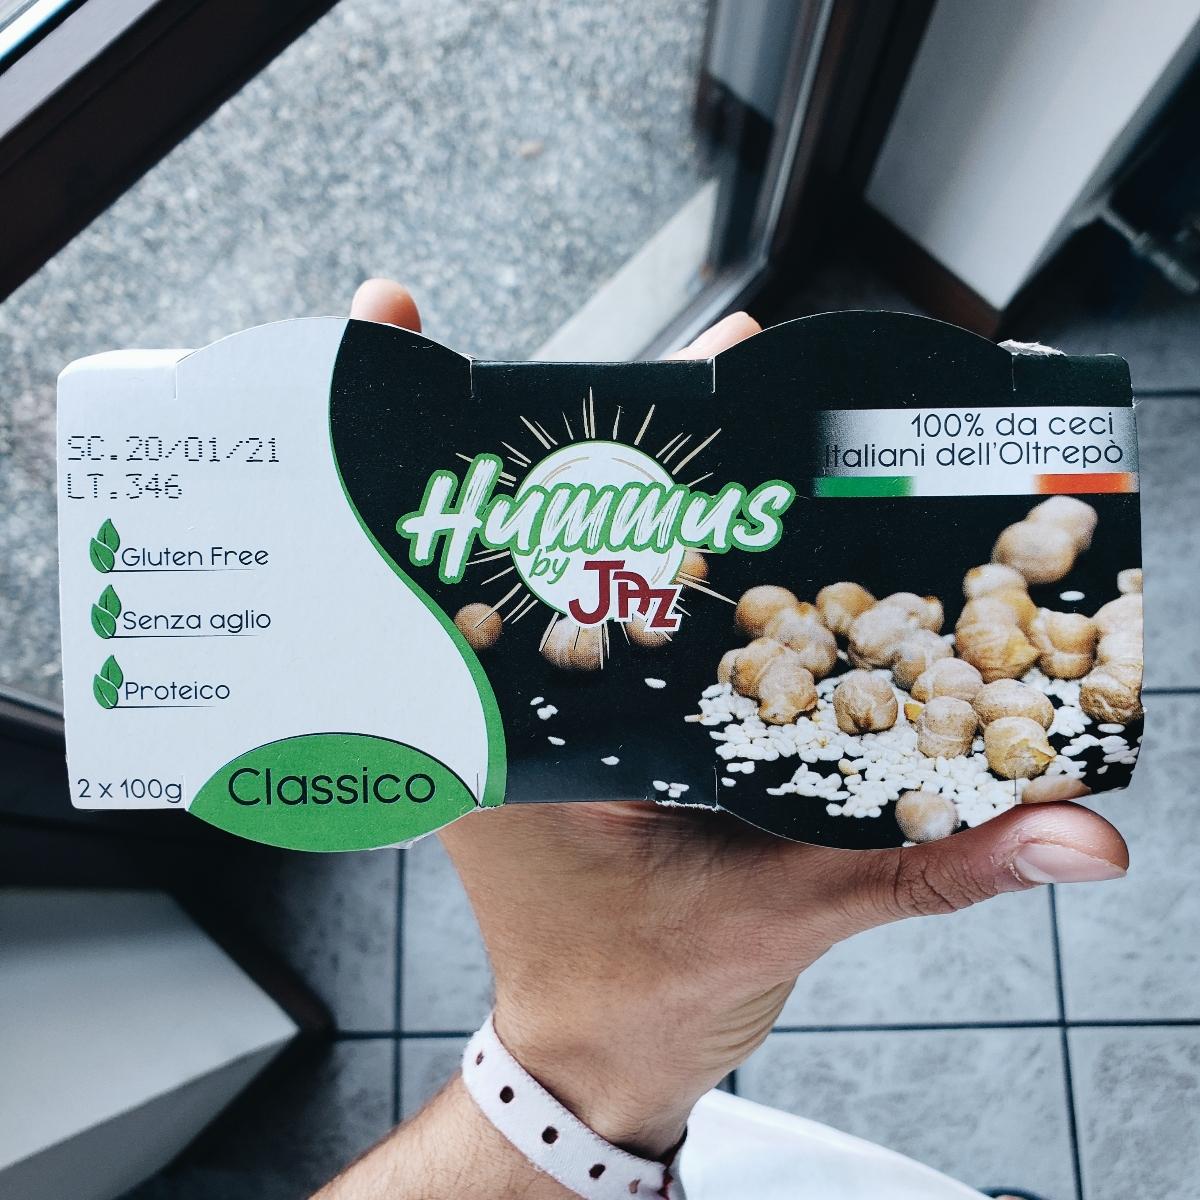 SC.20/01/21
LT.346
Gluten Free
Senza aglio
Proteico
2 x 100g
Classico
Hummus
by JAZ
100% da ceci
Italiani dell'Oltrepò